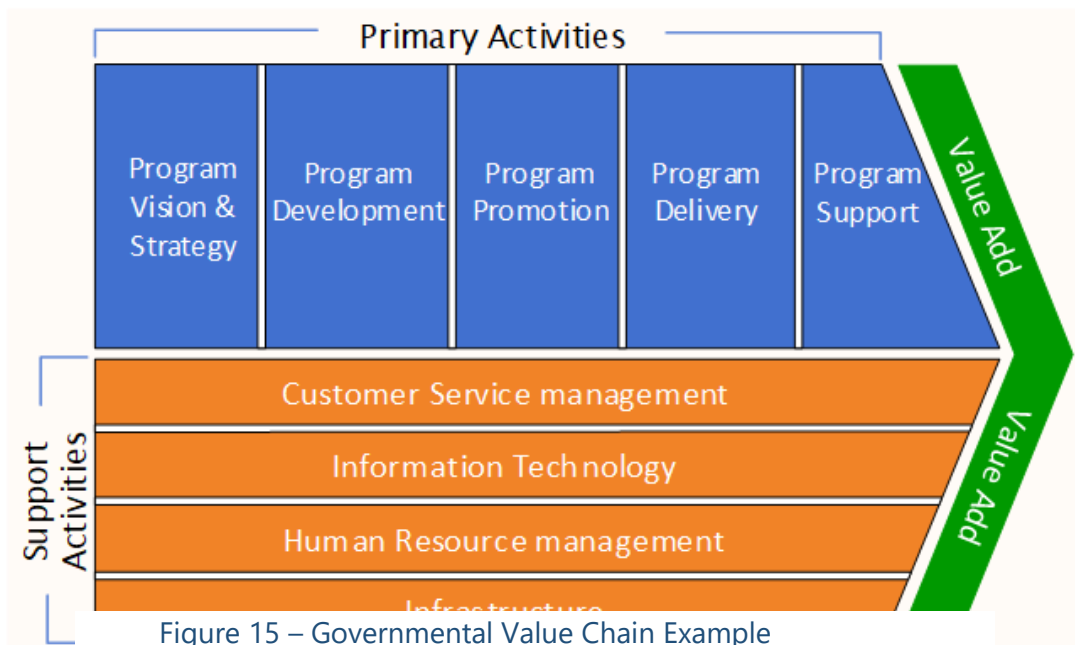 Primary Activities
Program
Vision &
Strategy
Program
Development
Program
Promotion
Program
Delivery
Program
Support
Value Add
Value Add
Support
Activities
Customer Service management
Information Technology
Human Resource management
Infrastructure
Figure 15 – Governmental Value Chain Example